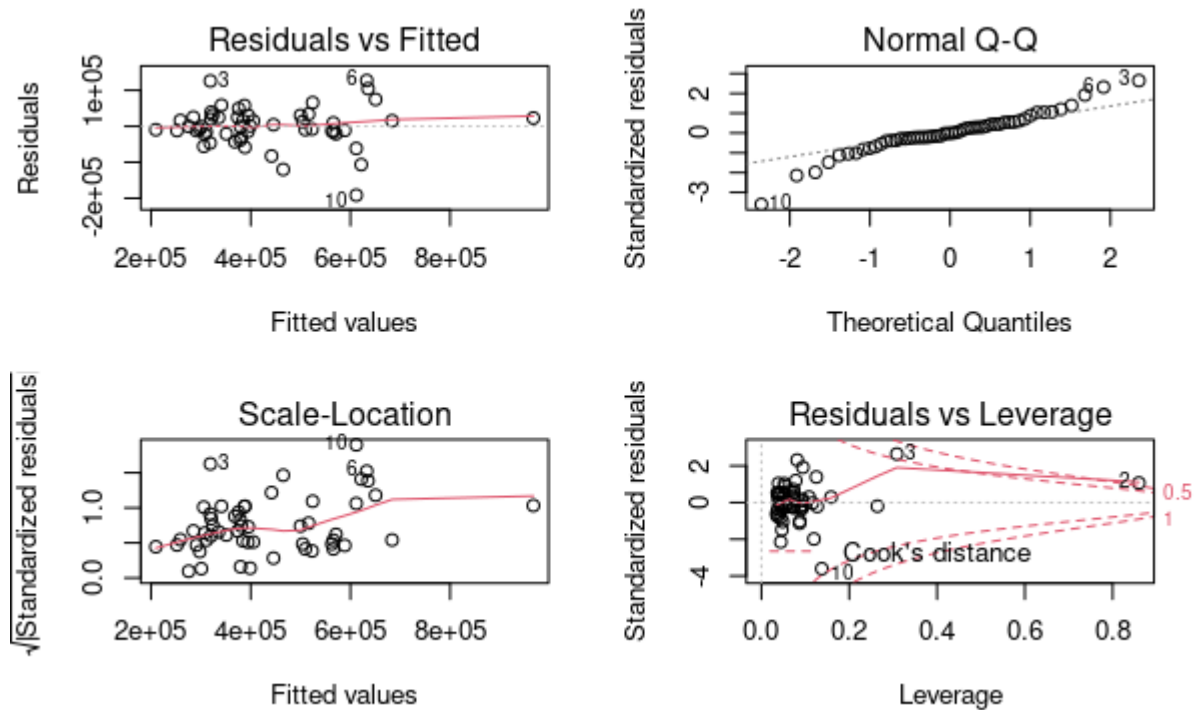 Residuals vs Fitted
Residuals
1e+05
-2e+05
3
6
10
2e+05 4e+05 6e+05 8e+05
Fitted values
Normal Q-Q
Standardized residuals
2
0
-3
6
3
10
-2 -1 0 1 2
Theoretical Quantiles
Scale-Location
√|Standardized residuals|
1.0
0.0
3
10
6
2e+05 4e+05 6e+05 8e+05
Fitted values
Residuals vs Leverage
Standardized residuals
2
0
-4
3
2
10
0.5
1
Cook's distance
0.0 0.2 0.4 0.6 0.8
Leverage